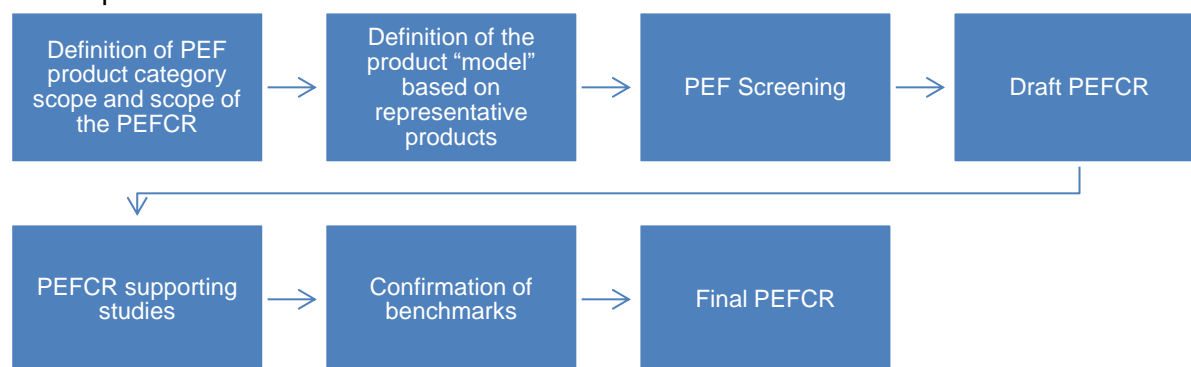 Definition of PEF
product category
scope and scope of
the PEFCR
Definition of the
product “model”
based on
representative
products
PEF Screening
Draft PEFCR
PEFCR supporting
studies
Confirmation of
benchmarks
Final PEFCR